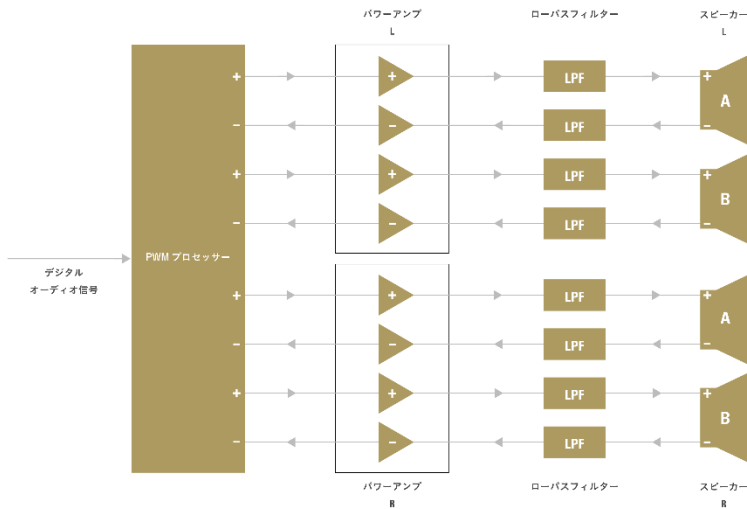 パワーアンプ
L
ローパスフィルター
スピーカー
L
+ + LPF +
A
− − LPF −
+ + LPF +
B
− − LPF −
PWM プロセッサー
デジタル
オーディオ信号
+ + LPF +
A
− − LPF −
+ + LPF +
B
− − LPF −
パワーアンプ
R
ローパスフィルター
スピーカー
R